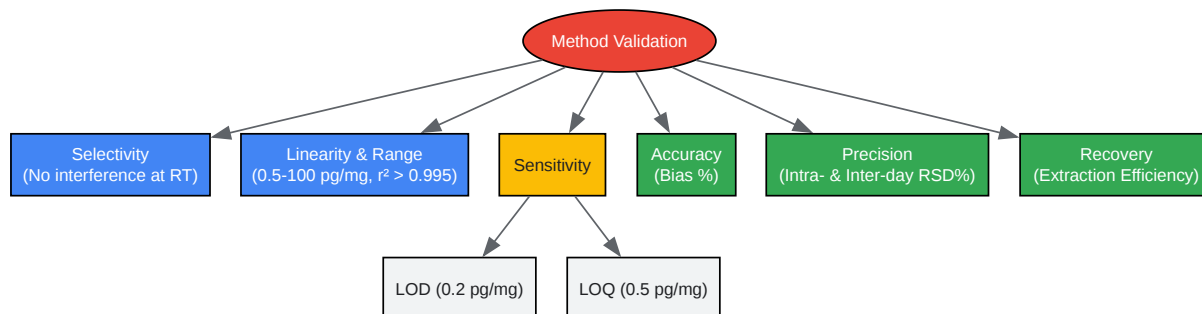 Method Validation
Selectivity
(No interference at RT)
Linearity & Range
(0.5-100 pg/mg, r² > 0.995)
Sensitivity
Accuracy
(Bias %)
Precision
(Intra- & Inter-day RSD%)
Recovery
(Extraction Efficiency)
LOD (0.2 pg/mg)
LOQ (0.5 pg/mg)